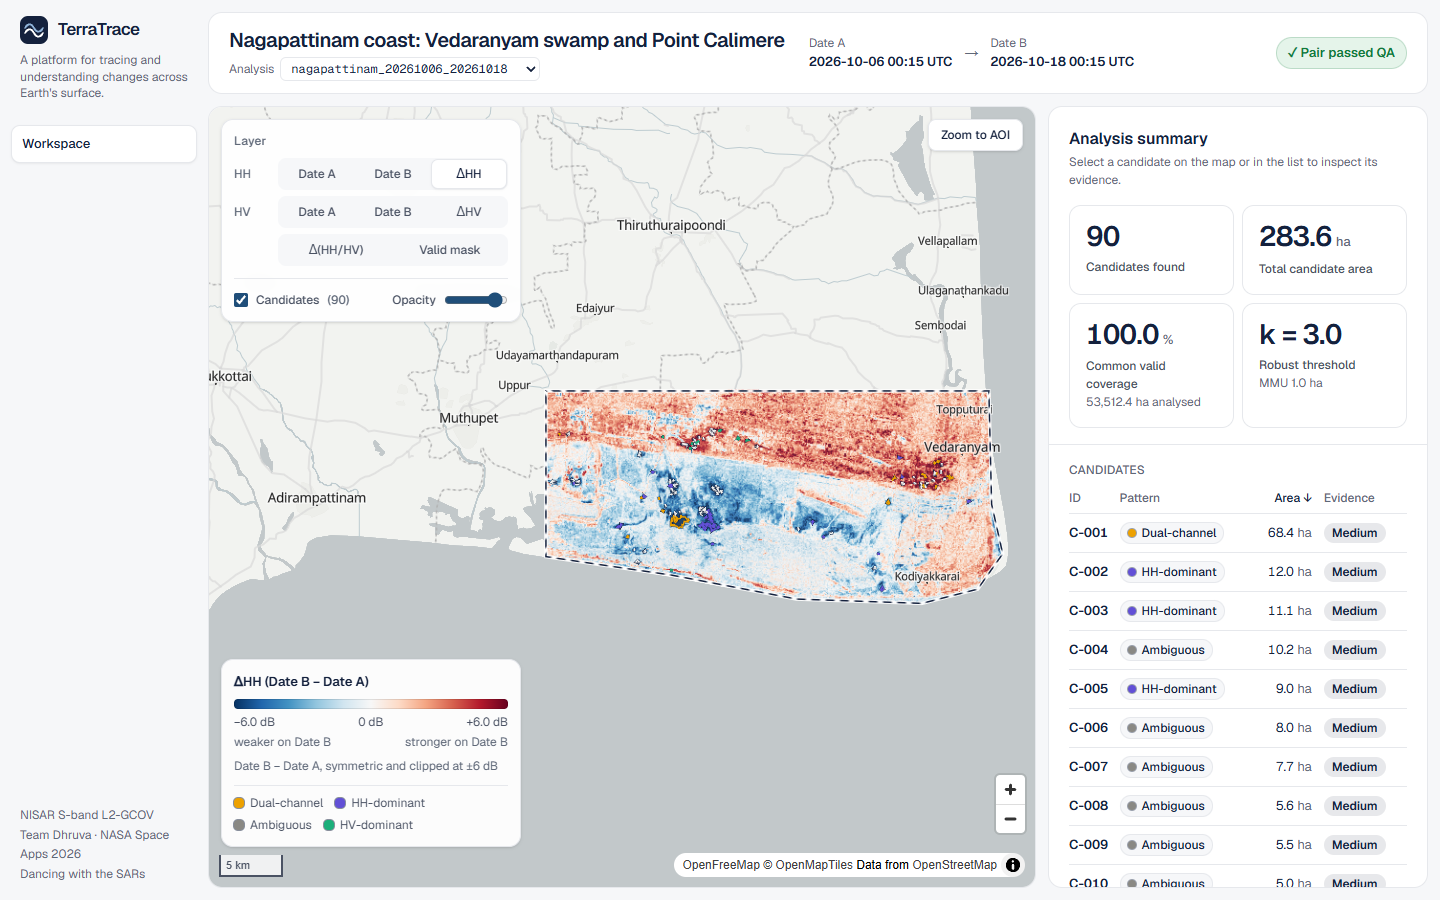 TerraTrace
A platform for tracing and
understanding changes across
Earth's surface.
Workspace
NISAR S-band L2-GCOV
Team Dhruva · NASA Space
Apps 2026
Dancing with the SARs
Nagapattinam coast: Vedaranyam swamp and Point Calimere
Analysis nagapattinam_20261006_20261018
Date A
2026-10-06 00:15 UTC
→
Date B
2026-10-18 00:15 UTC
✓ Pair passed QA
Layer
HH Date A Date B ΔHH
HV Date A Date B ΔHV
Δ(HH/HV) Valid mask
Candidates (90) Opacity
Zoom to AOI
Thiruthuraipoondi
Vellapallam
Ulaganathankadu
Edaiyur
Sembodai
Udayamarthandapuram
ukkottai
Uppur
Muthupet
Topputura
Vedaranyam
Adirampattinam
Kodiyakkarai
ΔHH (Date B – Date A)
−6.0 dB 0 dB +6.0 dB
weaker on Date B stronger on Date B
Date B – Date A, symmetric and clipped at ±6 dB
Dual-channel HH-dominant
Ambiguous HV-dominant
5 km
+
−
OpenFreeMap © OpenMapTiles Data from OpenStreetMap
Analysis summary
Select a candidate on the map or in the list to inspect its
evidence.
90
Candidates found
283.6 ha
Total candidate area
100.0 %
Common valid
coverage
53,512.4 ha analysed
k = 3.0
Robust threshold
MMU 1.0 ha
CANDIDATES
ID Pattern Area ↓ Evidence
C-001 Dual-channel 68.4 ha Medium
C-002 HH-dominant 12.0 ha Medium
C-003 HH-dominant 11.1 ha Medium
C-004 Ambiguous 10.2 ha Medium
C-005 HH-dominant 9.0 ha Medium
C-006 Ambiguous 8.0 ha Medium
C-007 Ambiguous 7.7 ha Medium
C-008 Ambiguous 5.6 ha Medium
C-009 Ambiguous 5.5 ha Medium
C-010 Ambiguous 5.0 ha Medium